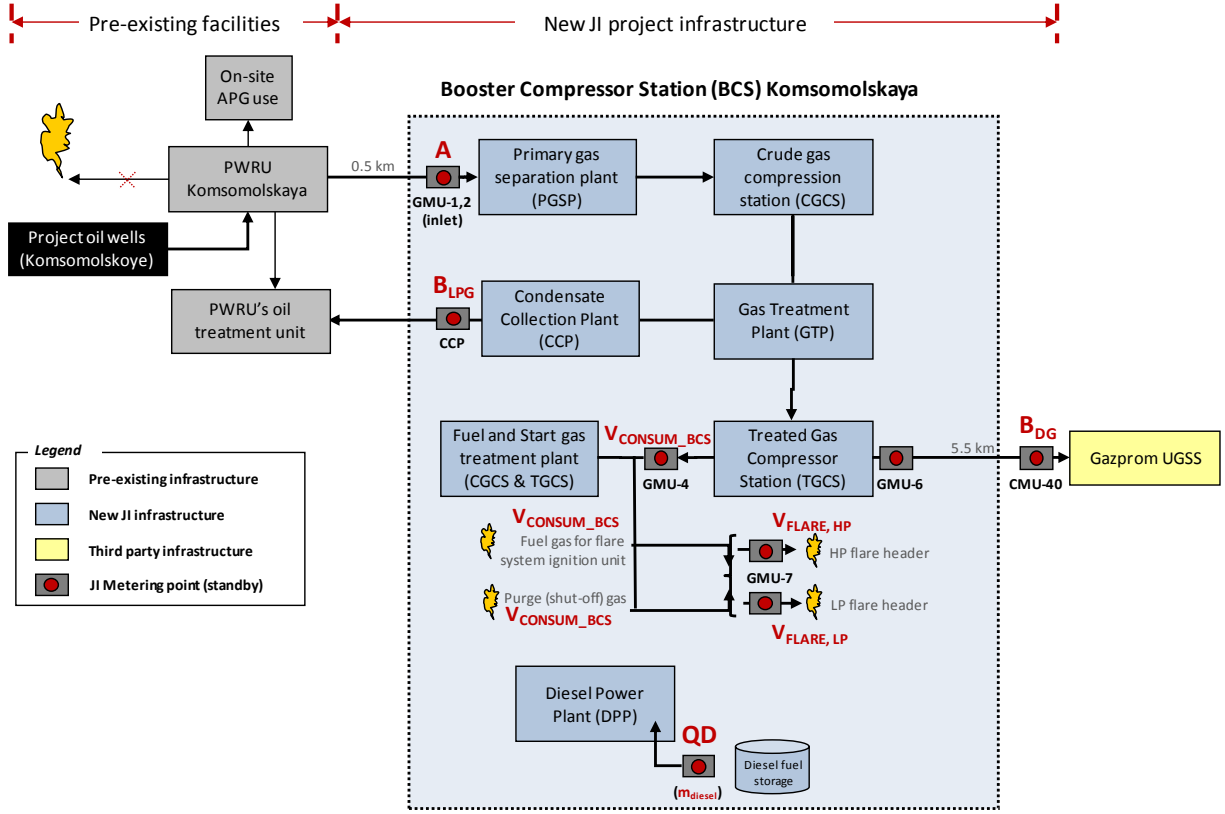 Pre-existing facilities
New JI project infrastructure
On-site
APG use
Booster Compressor Station (BCS) Komsomolskaya
PWRU
Komsomolskaya
0.5 km
A
GMU-1,2
(inlet)
Primary gas
separation plant
(PGSP)
Crude gas
compression
station (CGCS)
Project oil wells
(Komsomolskoye)
PWRU's oil
treatment unit
BLPG
CCP
Condensate
Collection Plant
(CCP)
Gas Treatment
Plant (GTP)
Legend
Pre-existing infrastructure
New JI infrastructure
Third party infrastructure
JI Metering point (standby)
Fuel and Start gas
treatment plant
(CGCS & TGCS)
VCONSUM_BCS
GMU-4
Treated Gas
Compressor
Station (TGCS)
GMU-6
5.5 km
BDG
CMU-40
Gazprom UGSS
VCONSUM_BCS
Fuel gas for flare
system ignition unit
VFLARE, HP
GMU-7
HP flare header
Purge (shut-off) gas
VCONSUM_BCS
LP flare header
VFLARE, LP
Diesel Power
Plant (DPP)
QD
(mdiesel)
Diesel fuel
storage